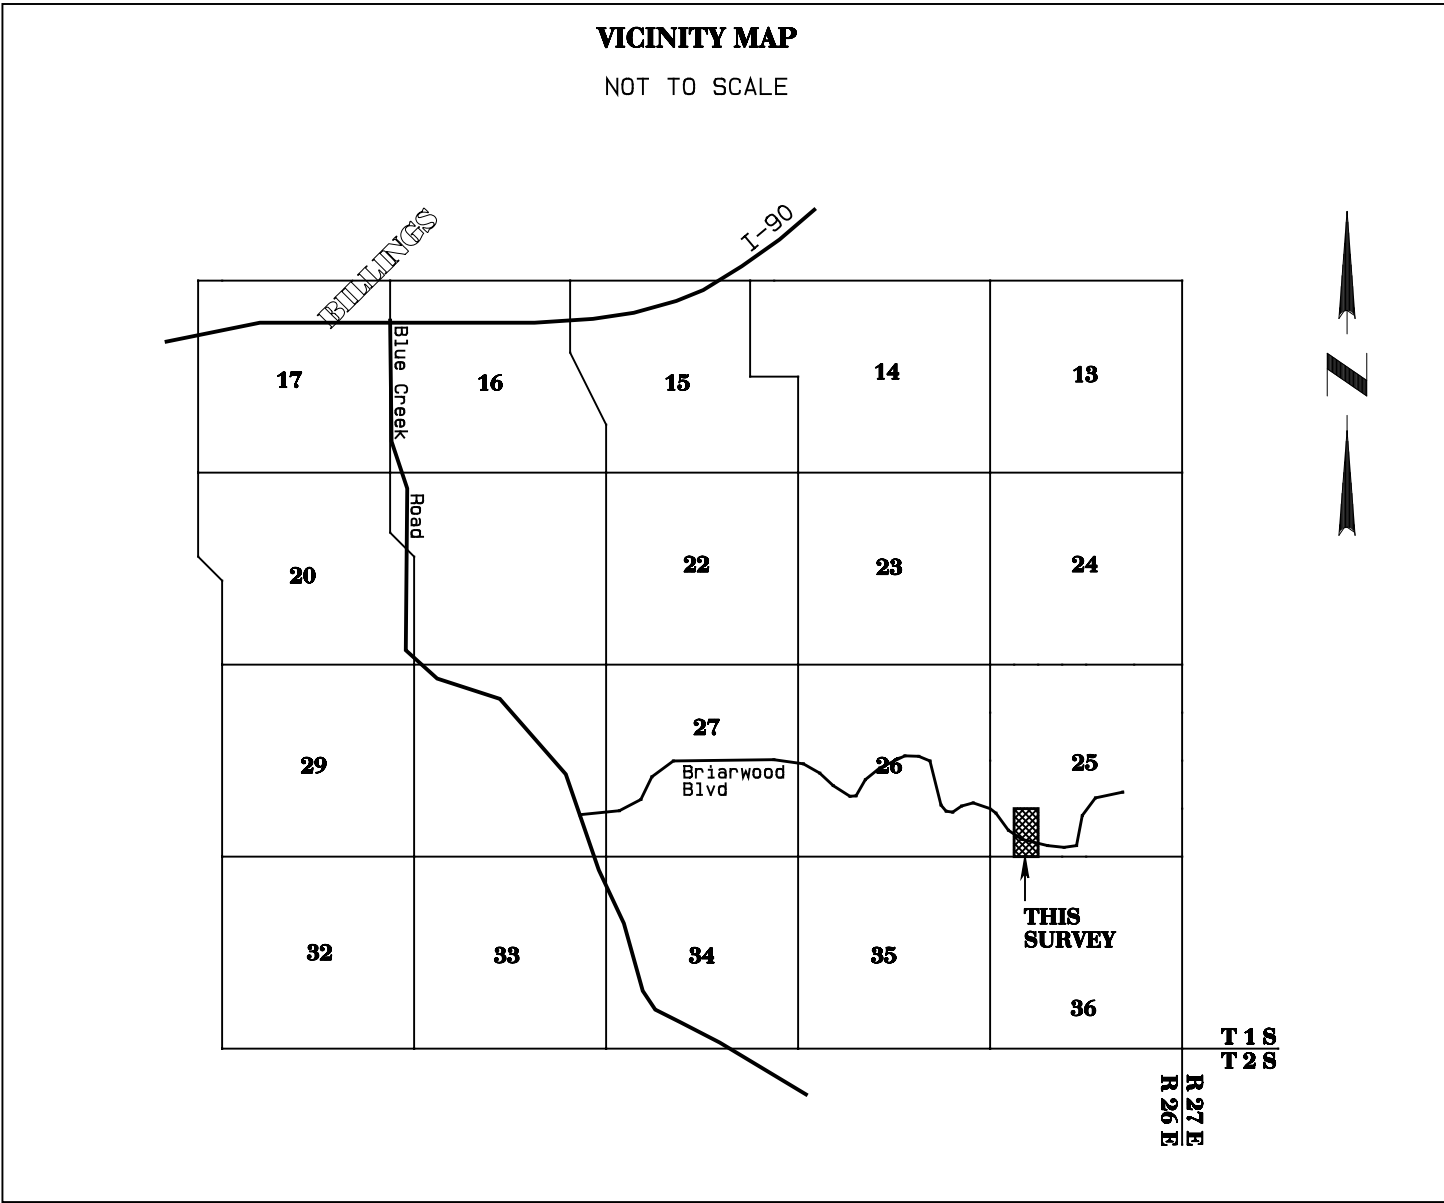 VICINITY MAP
NOT TO SCALE
BILLINGS
I-90
Blue Creek
Road
17
16
15
14
13
20
22
23
24
27
29
26
25
Briarwood
Blvd
THIS
SURVEY
32
33
34
35
36
T 1 S
T 2 S
R 26 E
R 27 E
N